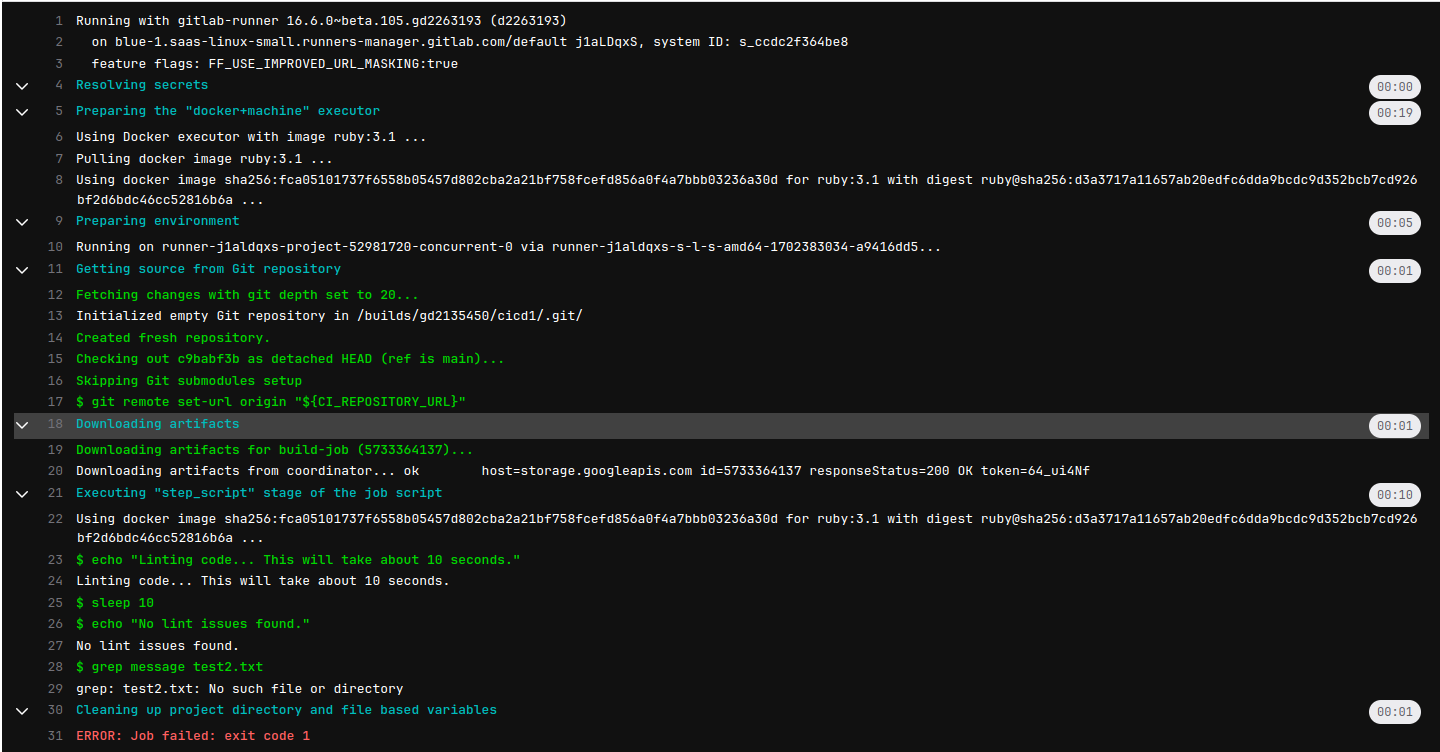 1 Running with gitlab-runner 16.6.0~beta.105.gd2263193 (d2263193)
2 on blue-1.saas-linux-small.runners-manager.gitlab.com/default j1aLDqxS, system ID: s_ccdc2f364be8
3 feature flags: FF_USE_IMPROVED_URL_MASKING:true
4 Resolving secrets 00:00
5 Preparing the "docker+machine" executor 00:19
6 Using Docker executor with image ruby:3.1 ...
7 Pulling docker image ruby:3.1 ...
8 Using docker image sha256:fca05101737f6558b05457d802cba2a21bf758fcefd856a0f4a7bbb03236a30d for ruby:3.1 with digest ruby@sha256:d3a3717a11657ab20edfc6dda9bcdc9d352bcb7cd926
bf2d6bdc46cc52816b6a ...
9 Preparing environment 00:05
10 Running on runner-j1aldqxs-project-52981720-concurrent-0 via runner-j1aldqxs-s-l-s-amd64-1702383034-a9416dd5...
11 Getting source from Git repository 00:01
12 Fetching changes with git depth set to 20...
13 Initialized empty Git repository in /builds/gd2135450/cicd1/.git/
14 Created fresh repository.
15 Checking out c9babf3b as detached HEAD (ref is main)...
16 Skipping Git submodules setup
17 $ git remote set-url origin "${CI_REPOSITORY_URL}"
18 Downloading artifacts 00:01
19 Downloading artifacts for build-job (5733364137)...
20 Downloading artifacts from coordinator... ok        host=storage.googleapis.com id=5733364137 responseStatus=200 OK token=64_ui4Nf
21 Executing "step_script" stage of the job script 00:10
22 Using docker image sha256:fca05101737f6558b05457d802cba2a21bf758fcefd856a0f4a7bbb03236a30d for ruby:3.1 with digest ruby@sha256:d3a3717a11657ab20edfc6dda9bcdc9d352bcb7cd926
bf2d6bdc46cc52816b6a ...
23 $ echo "Linting code... This will take about 10 seconds."
24 Linting code... This will take about 10 seconds.
25 $ sleep 10
26 $ echo "No lint issues found."
27 No lint issues found.
28 $ grep message test2.txt
29 grep: test2.txt: No such file or directory
30 Cleaning up project directory and file based variables 00:01
31 ERROR: Job failed: exit code 1